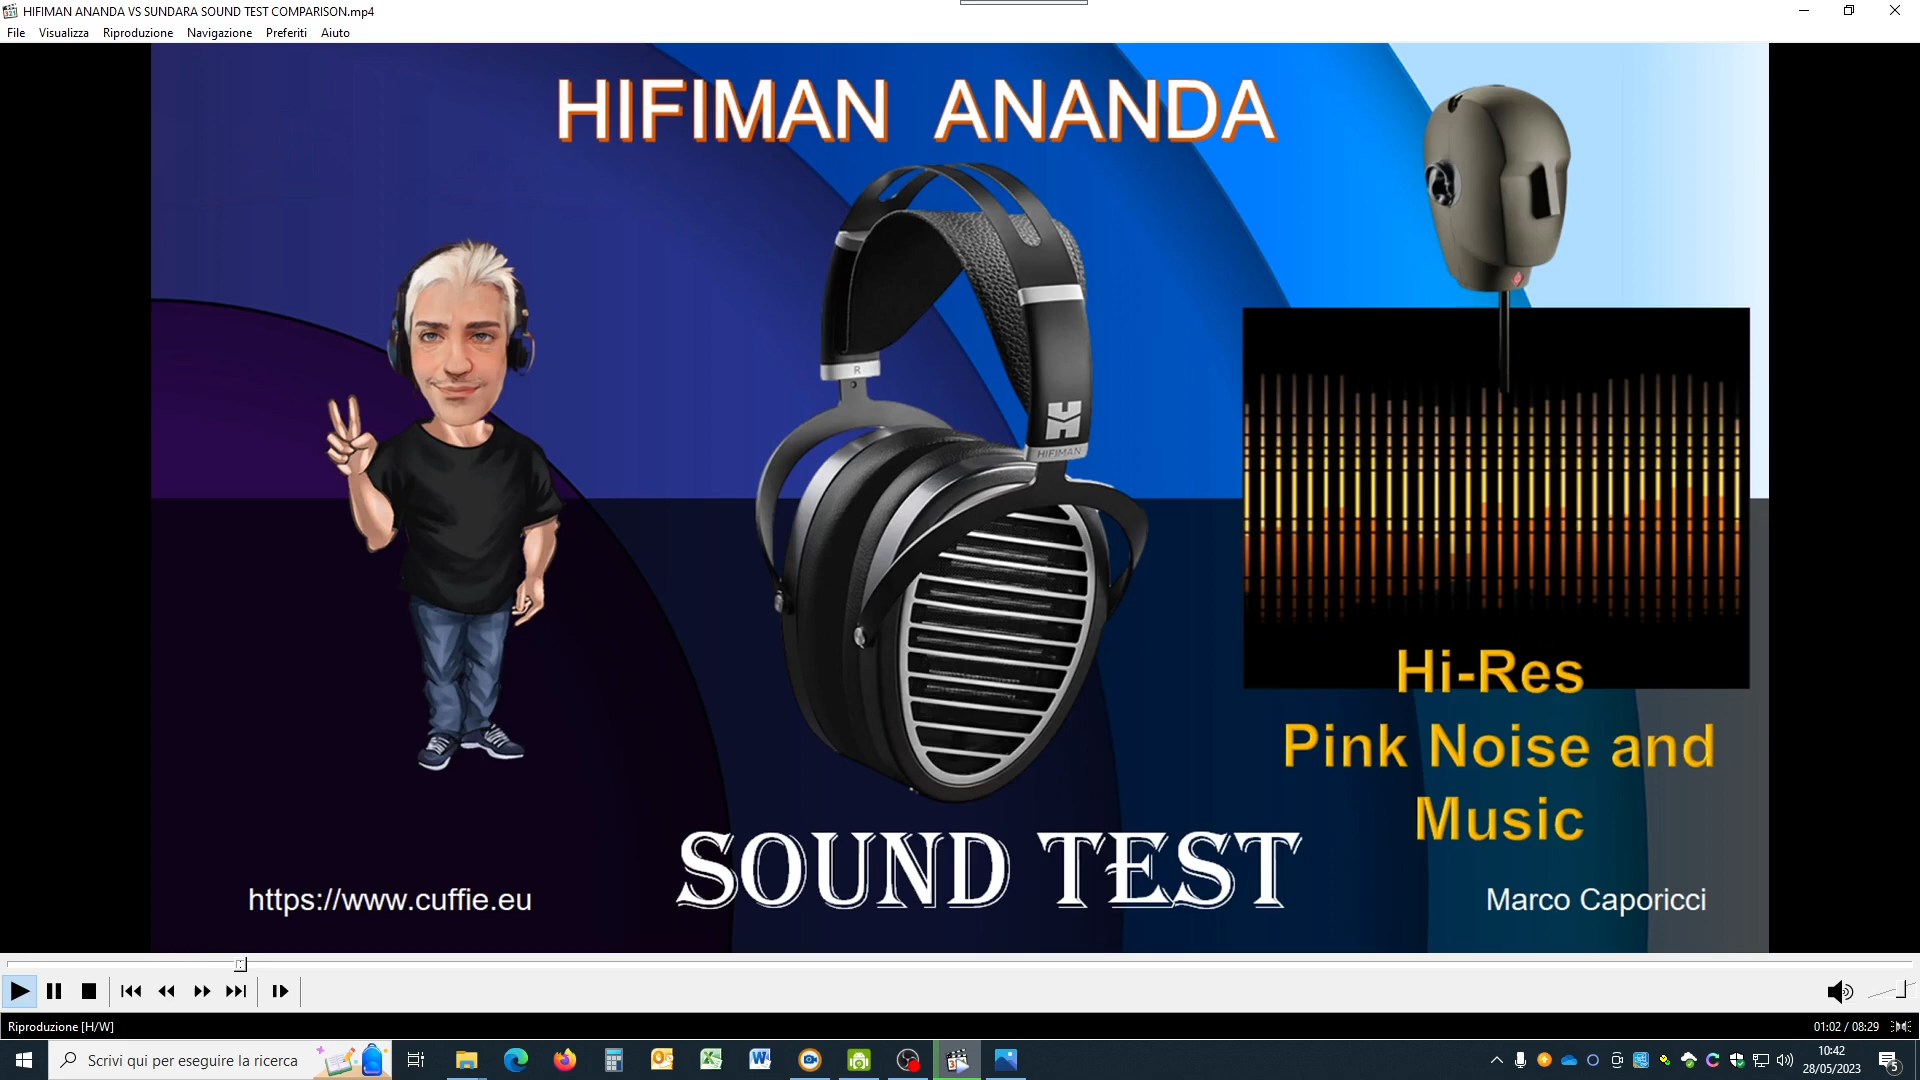 HIFIMAN ANANDA VS SUNDARA SOUND TEST COMPARISON.mp4
File Visualizza Riproduzione Navigazione Preferiti Aiuto
HIFIMAN ANANDA
R
HIFIMAN
Hi-Res
Pink Noise and
Music
SOUND TEST
https://www.cuffie.eu
Marco Caporicci
Riproduzione [H/W]
01:02 / 08:29
Scrivi qui per eseguire la ricerca
10:42
28/05/2023
5